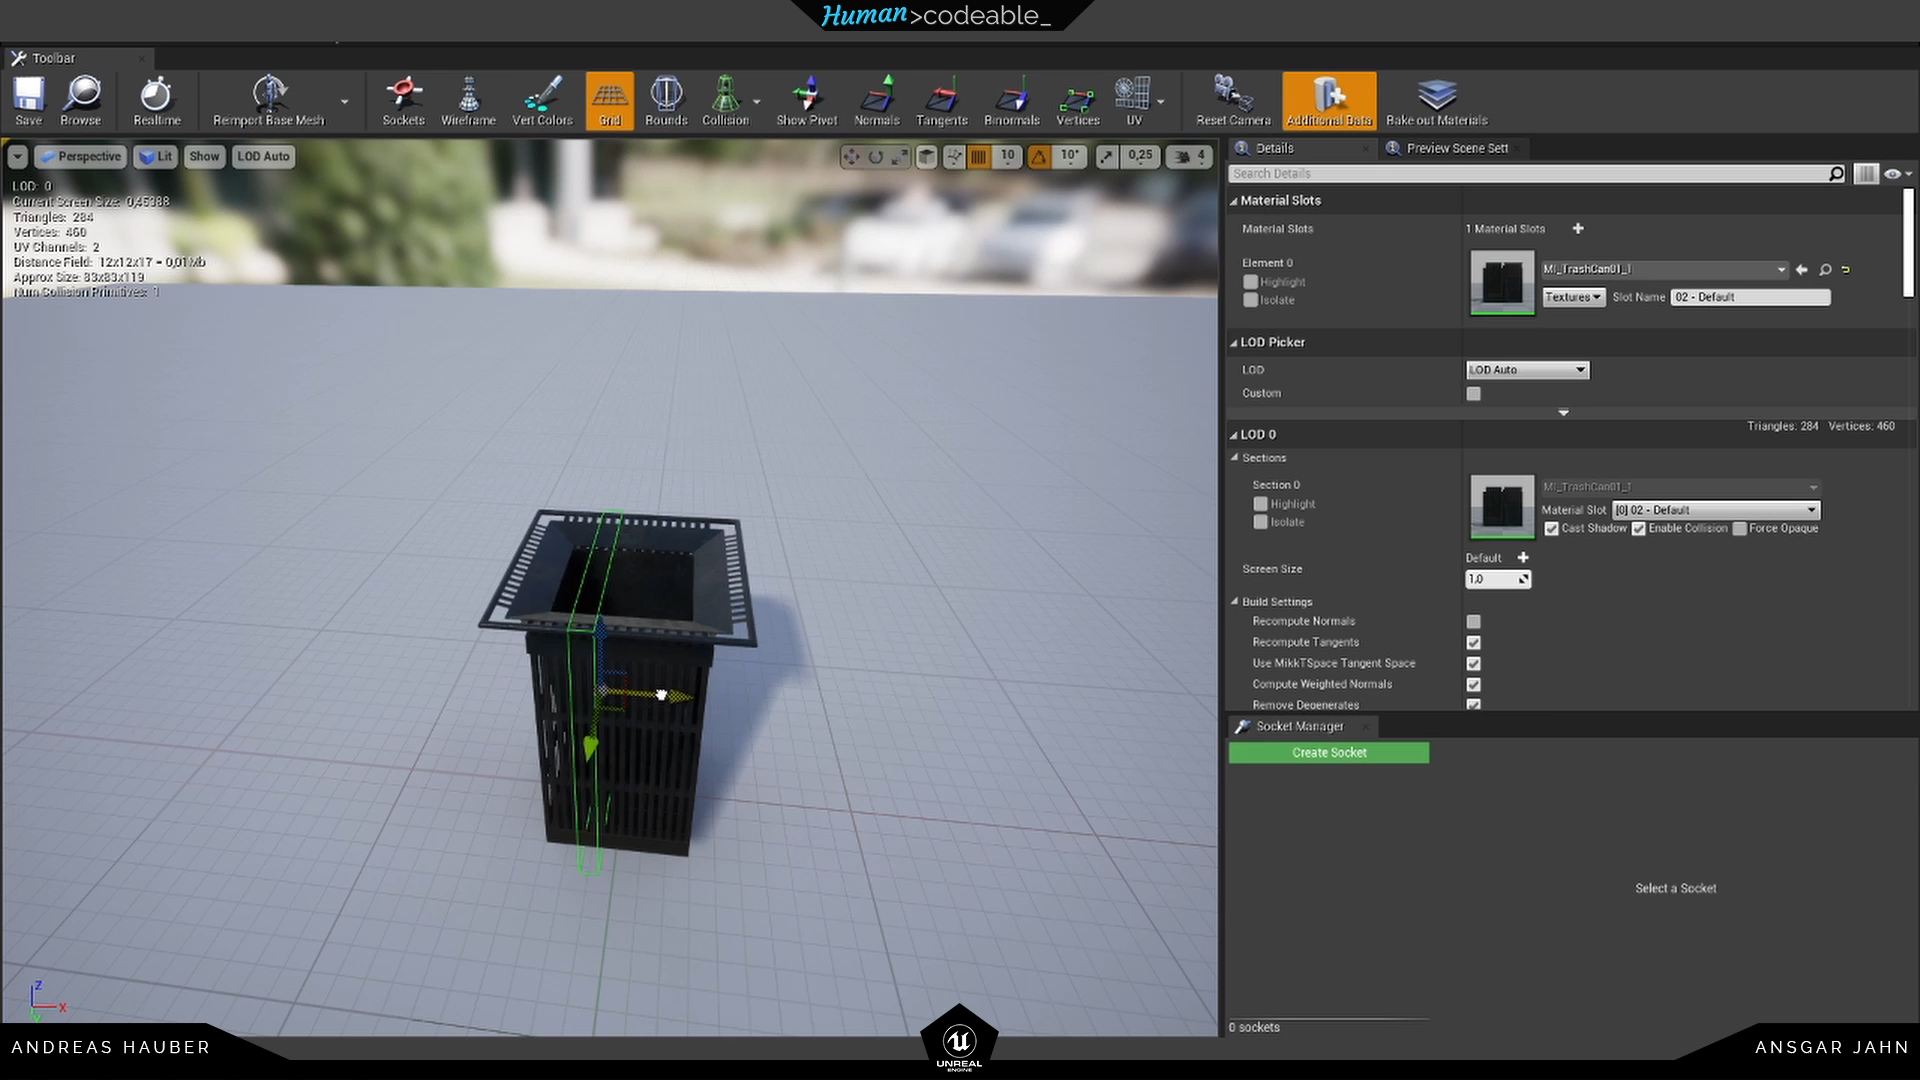 Human>codeable_
Toolbar
Save
Browse
Realtime
Reimport Base Mesh
Sockets
Wireframe
Vert Colors
Grid
Bounds
Collision
Show Pivot
Normals
Tangents
Binormals
Vertices
UV
Reset Camera
Additional Data
Bake out Materials
Perspective
Lit
Show
LOD Auto
10
10°
0,25
4
LOD: 0
Current Screen Size: 0,45388
Triangles: 284
Vertices: 460
UV Channels: 2
Distance Field: 12x12x17 = 0,01Mb
Approx Size: 83x83x119
Num Collision Primitives: 1
Details
Preview Scene Sett
Search Details
Material Slots
Material Slots
1 Material Slots
Element 0
Highlight
Isolate
MI_TrashCan01_1
Textures
Slot Name
02 - Default
LOD Picker
LOD
LOD Auto
Custom
LOD 0
Triangles: 284 Vertices: 460
Sections
Section 0
Highlight
Isolate
MI_TrashCan01_1
Material Slot
[0] 02 - Default
Cast Shadow
Enable Collision
Force Opaque
Screen Size
Default
1,0
Build Settings
Recompute Normals
Recompute Tangents
Use MikkTSpace Tangent Space
Compute Weighted Normals
Remove Degenerates
Socket Manager
Create Socket
Select a Socket
0 sockets
Z
X
Y
ANDREAS HAUBER
UNREAL
ENGINE
ANSGAR JAHN